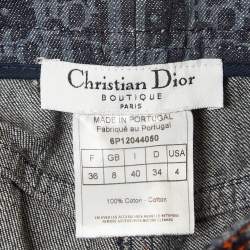 Christian Dior
BOUTIQUE
PARIS
MADE IN PORTUGAL
Fabriqué au Portugal
6P12044050
F GB I D USA
36 8 40 34 4
100% Cotton - Coton